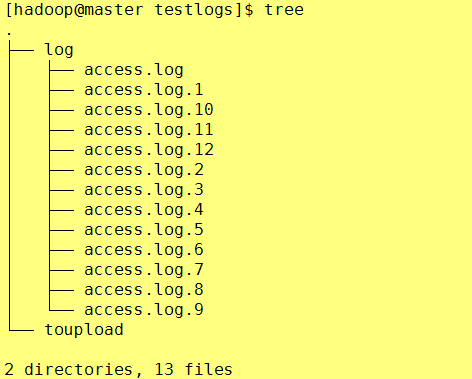 [hadoop@master testlogs]$ tree
.
├── log
│   ├── access.log
│   ├── access.log.1
│   ├── access.log.10
│   ├── access.log.11
│   ├── access.log.12
│   ├── access.log.2
│   ├── access.log.3
│   ├── access.log.4
│   ├── access.log.5
│   ├── access.log.6
│   ├── access.log.7
│   ├── access.log.8
│   └── access.log.9
└── toupload
2 directories, 13 files